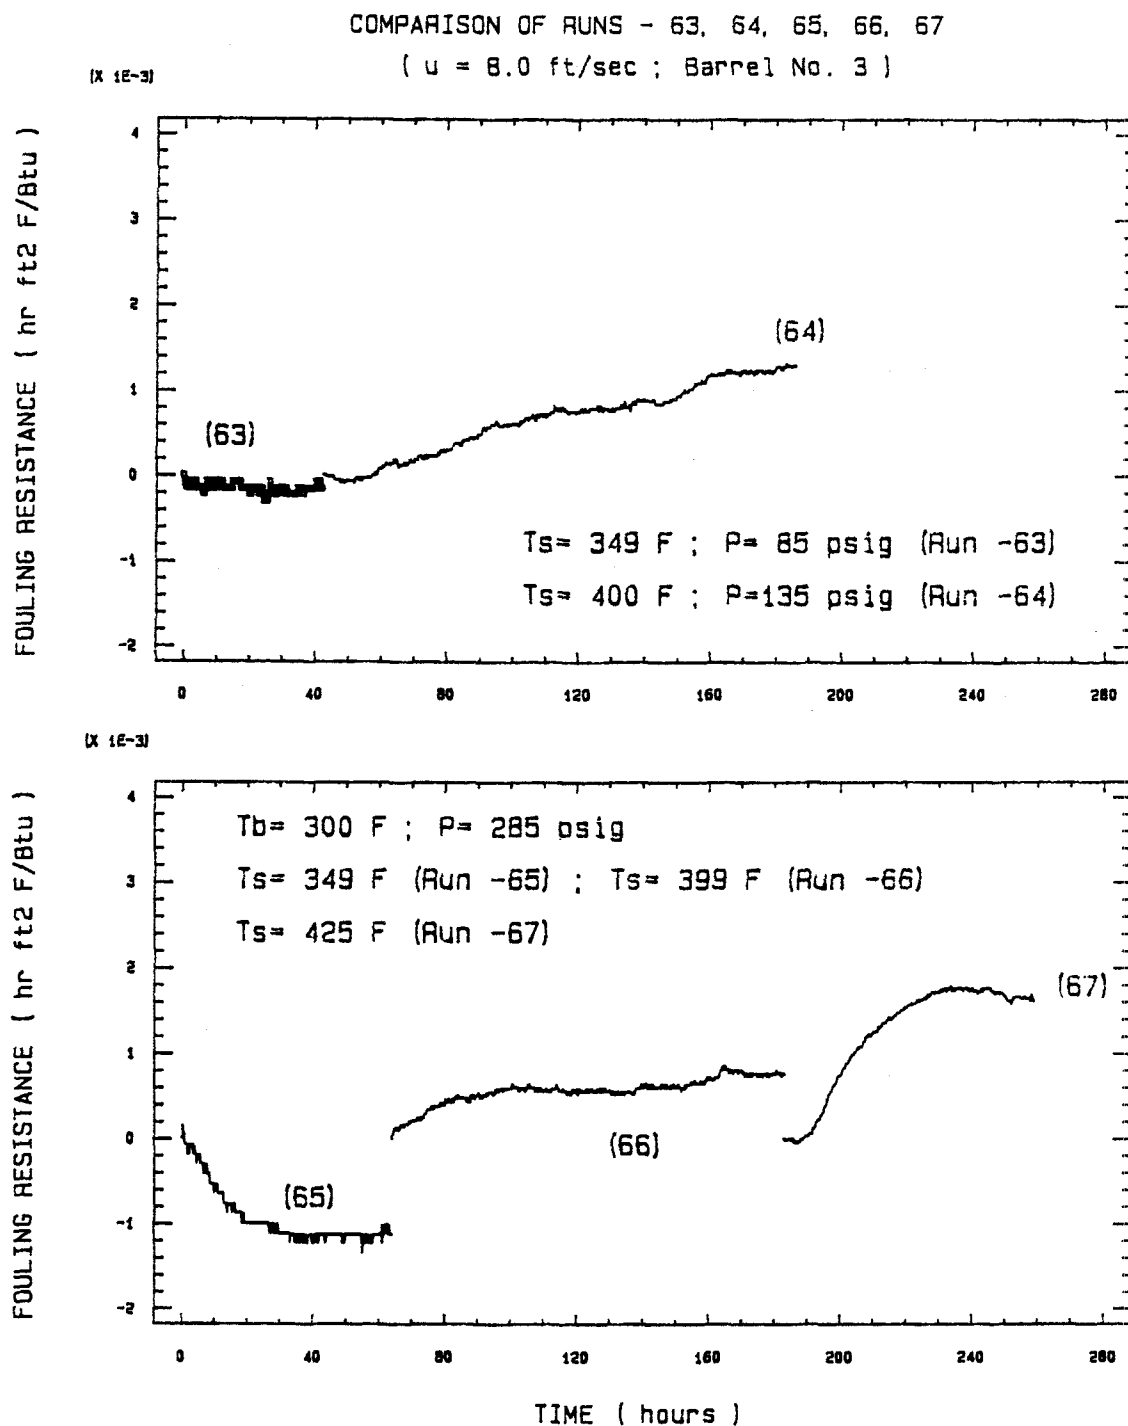 COMPARISON OF RUNS - 63, 64, 65, 66, 67
( u = 8.0 ft/sec ; Barrel No. 3 )
(X 1E-3)
FOULING RESISTANCE ( hr ft2 F/Btu )
4
3
2
1
0
-1
-2
(63)
(64)
Ts= 349 F ; P= 85 psig (Run -63)
Ts= 400 F ; P=135 psig (Run -64)
0 40 80 120 160 200 240 280
(X 1E-3)
FOULING RESISTANCE ( hr ft2 F/Btu )
4
3
2
1
0
-1
-2
Tb= 300 F ; P= 285 psig
Ts= 349 F (Run -65) ; Ts= 399 F (Run -66)
Ts= 425 F (Run -67)
(67)
(66)
(65)
0 40 80 120 160 200 240 280
TIME ( hours )